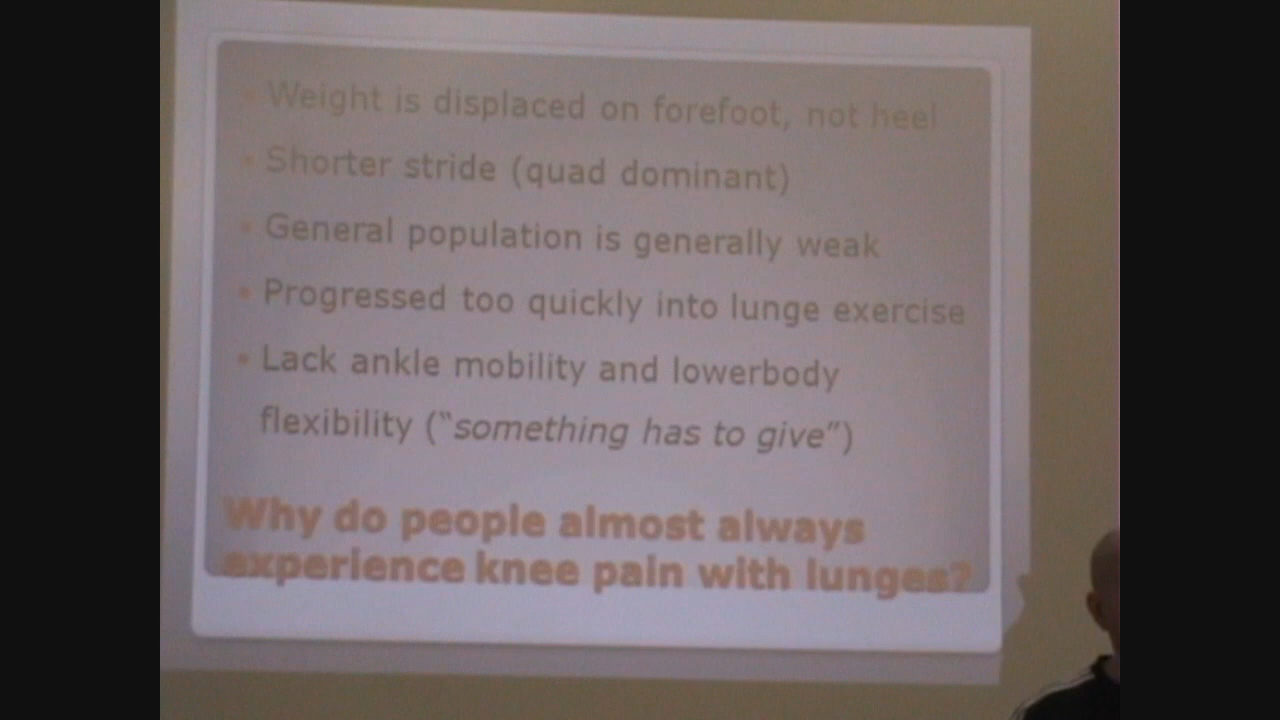 • Weight is displaced on forefoot, not heel
• Shorter stride (quad dominant)
• General population is generally weak
• Progressed too quickly into lunge exercise
• Lack ankle mobility and lowerbody
flexibility (“something has to give”)
Why do people almost always
experience knee pain with lunges?